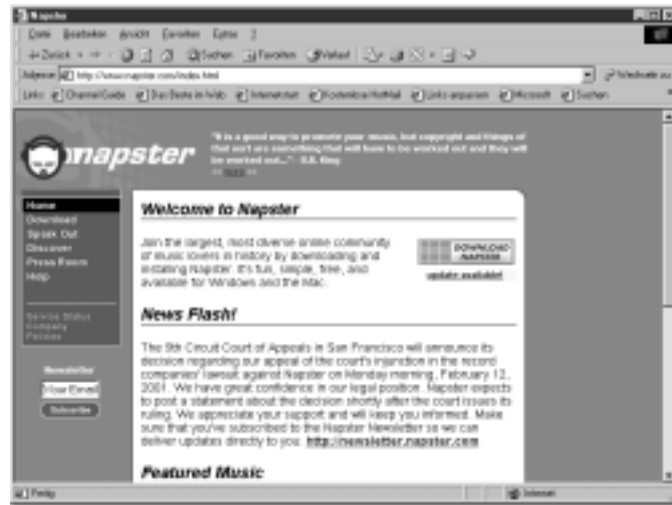 Napster
Datei Bearbeiten Ansicht Favoriten Extras ?
Zurück Suchen Favoriten Verlauf
Adresse http://www.napster.com/index.html Wechseln zu
Links ChannelGuide Das Beste im Web Internetstart Kostenlose HotMail Links anpassen Microsoft Suchen
napster
"It is a good way to promote your music, but copyright and things of
that sort are something that will have to be worked out and they will
be worked out..." - B.B. King
Home
Download
Speak Out
Discover
Press Room
Help
Service Status
Company
Policies
Newsletter
Your Email
Subscribe
Welcome to Napster
Join the largest, most diverse online community
of music lovers in history by downloading and
installing Napster. It's fun, simple, free, and
available for Windows and the Mac.
DOWNLOAD
NAPSTER
update available!
News Flash!
The 9th Circuit Court of Appeals in San Francisco will announce its
decision regarding our appeal of the court's injunction in the record
companies' lawsuit against Napster on Monday morning, February 12,
2001. We have great confidence in our legal position. Napster expects
to post a statement about the decision shortly after the court issues its
ruling. We appreciate your support and will keep you informed. Make
sure that you've subscribed to the Napster Newsletter so we can
deliver updates directly to you: http://newsletter.napster.com
Featured Music
Fertig Internet